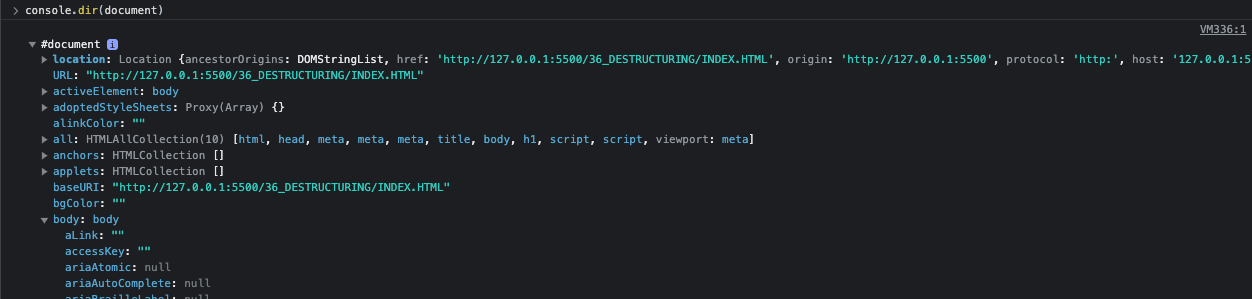 console.dir(document)
VM336:1
#document i
location: Location {ancestorOrigins: DOMStringList, href: 'http://127.0.0.1:5500/36_DESTRUCTURING/INDEX.HTML', origin: 'http://127.0.0.1:5500', protocol: 'http:', host: '127.0.0.1:5
URL: "http://127.0.0.1:5500/36_DESTRUCTURING/INDEX.HTML"
activeElement: body
adoptedStyleSheets: Proxy(Array) {}
alinkColor: ""
all: HTMLAllCollection(10) [html, head, meta, meta, meta, title, body, h1, script, script, viewport: meta]
anchors: HTMLCollection []
applets: HTMLCollection []
baseURI: "http://127.0.0.1:5500/36_DESTRUCTURING/INDEX.HTML"
bgColor: ""
body: body
aLink: ""
accessKey: ""
ariaAtomic: null
ariaAutoComplete: null
ariaBrailleLabel: null